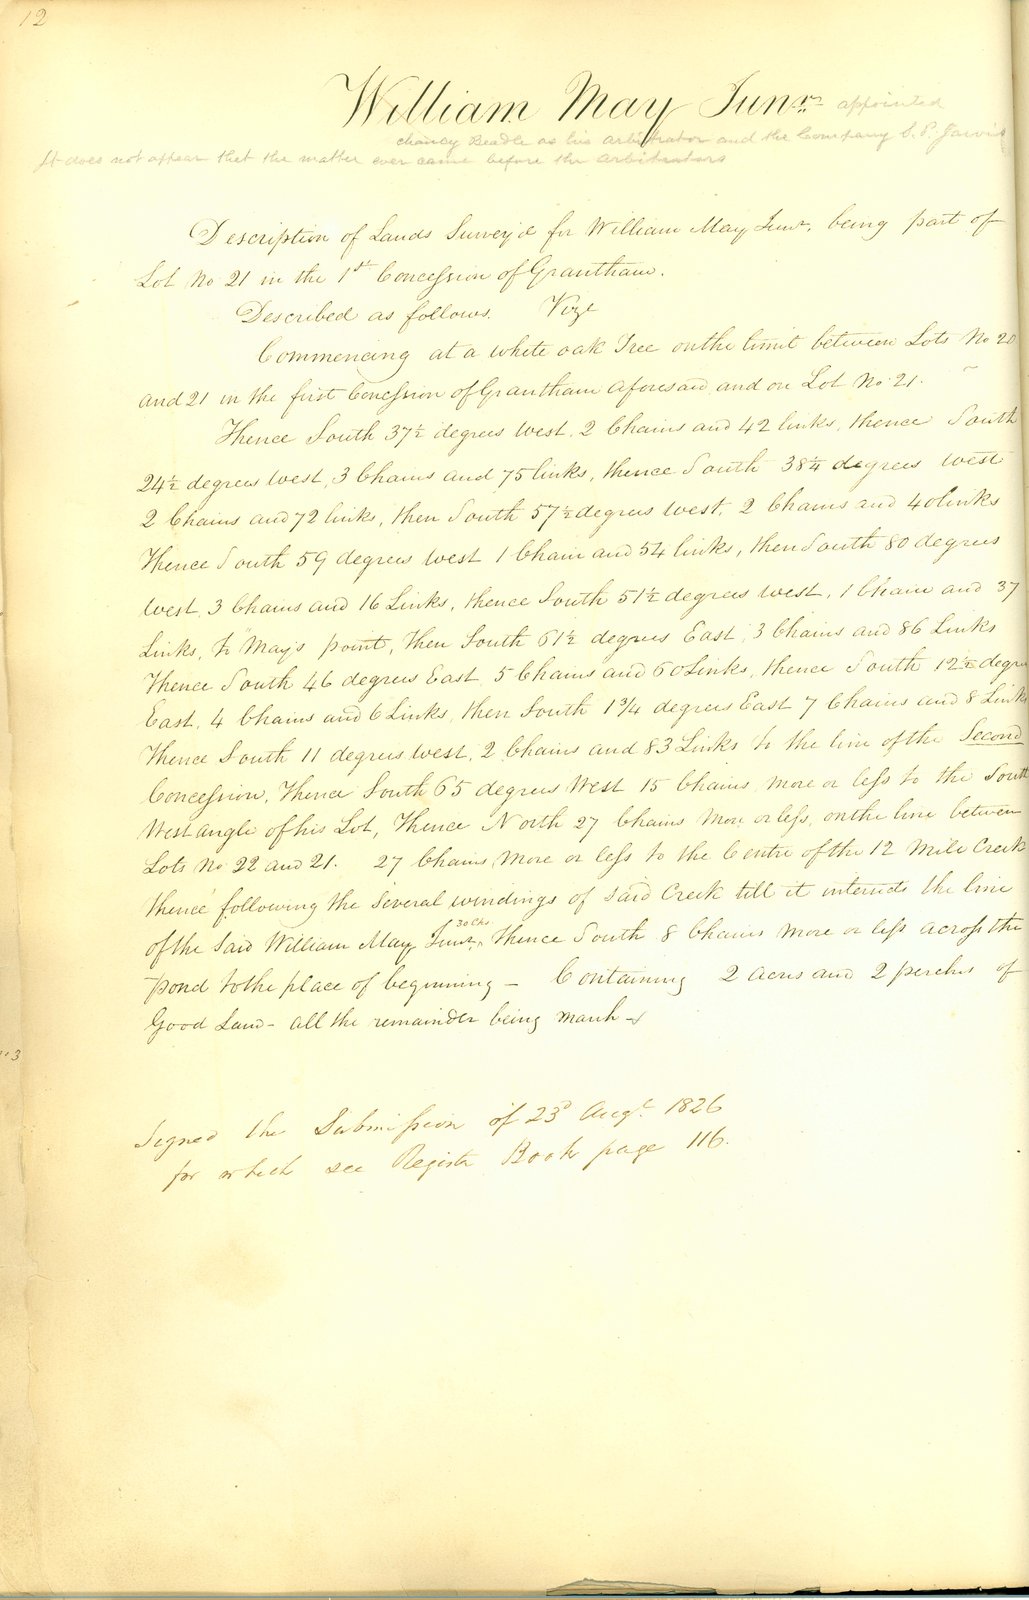 12
William May Junr. appointed
chancy Beadle as his arbitrator and the Company S. P. Jarvis
It does not appear that the matter ever came before the arbitrators
Description of Lands Survey'd for William May Junr. being part of
Lot No 21 in the 1st Concession of Grantham.
Described as follows. Vizt
Commencing at a white oak Tree on the limit between Lots No 20
and 21 in the first Concession of Grantham aforesaid and on Lot No 21.
Thence South 37½ degrees west, 2 Chains and 42 links, thence South
24½ degrees west, 3 Chains and 75 links, thence South 38¼ degrees west
2 Chains and 72 links, then South 57½ degrees west, 2 Chains and 40 links
Thence South 59 degrees west 1 Chain and 54 links, then South 80 degrees
west, 3 Chains and 16 Links, thence South 51½ degrees west, 1 Chain and 37
Links, to May's point, Then South 61½ degrees East, 3 Chains and 86 Links
Thence South 46 degrees East, 5 Chains and 60 Links, thence South 12½ degre
East, 4 Chains and 6 Links, then South 1¾ degrees East 7 Chains and 8 Links
Thence South 11 degrees west, 2 Chains and 83 Links to the line of the Second
Concession, Thence South 65 degrees West 15 Chains more or less to the South
West angle of his Lot, Thence North 27 Chains more or less, on the line between
Lots No 22 and 21. 27 Chains more or less to the Centre of the 12 Mile Creek
thence following the several windings of said Creek till it intersects the line
of the said William May Junr. 30 Chs. Thence South 8 Chains more or less across the
pond to the place of beginning - Containing 2 acres and 2 perches of
Good Land - all the remainder being marsh -
Signed the Submission of 23d Augt 1826
for which see Register Book page 116.